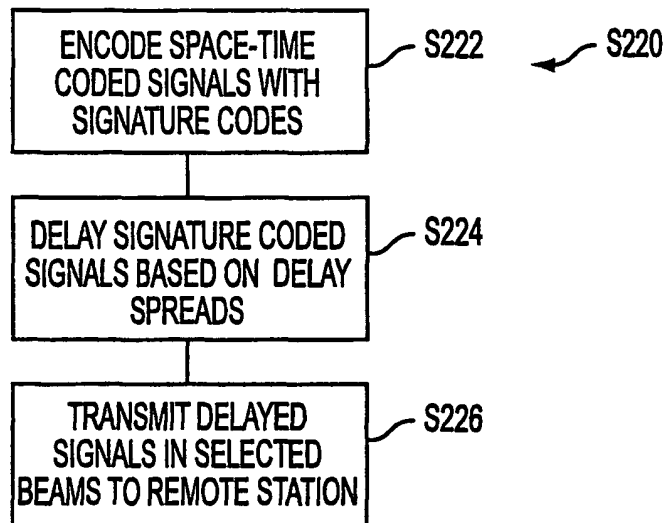 ENCODE SPACE-TIME
CODED SIGNALS WITH
SIGNATURE CODES
S222
S220
DELAY SIGNATURE CODED
SIGNALS BASED ON DELAY
SPREADS
S224
TRANSMIT DELAYED
SIGNALS IN SELECTED
BEAMS TO REMOTE STATION
S226